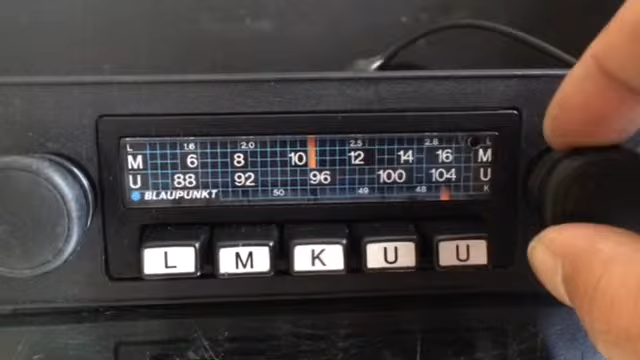 L 1.6 2.0 2.5 2.8 L
M 6 8 10 12 14 16 M
U 88 92 96 100 104 U
BLAUPUNKT 50 49 48 K
L M K U U